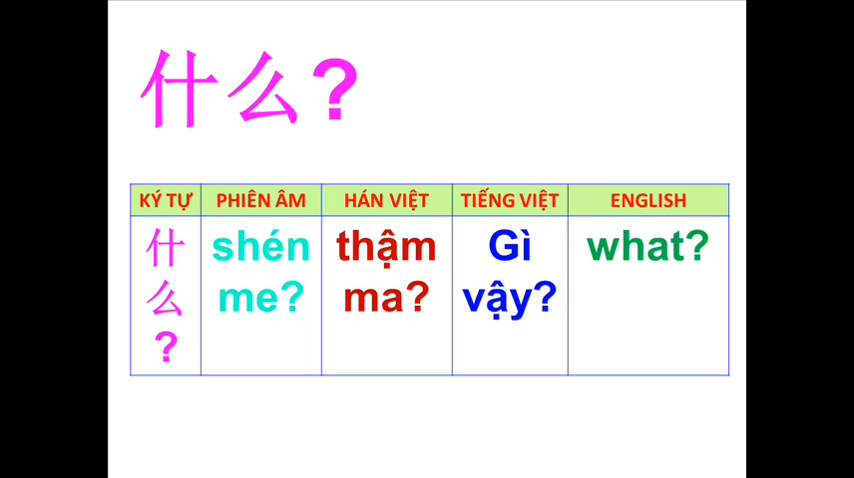 什么?
KÝ TỰ PHIÊN ÂM HÁN VIỆT TIẾNG VIỆT ENGLISH
什 shén thậm Gì what?
么 me? ma? vậy?
?